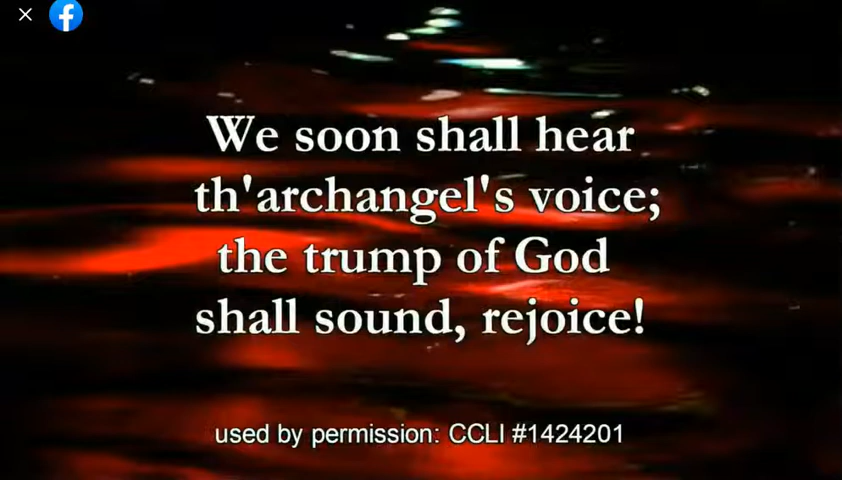 We soon shall hear
th'archangel's voice;
the trump of God
shall sound, rejoice!
used by permission: CCLI #1424201